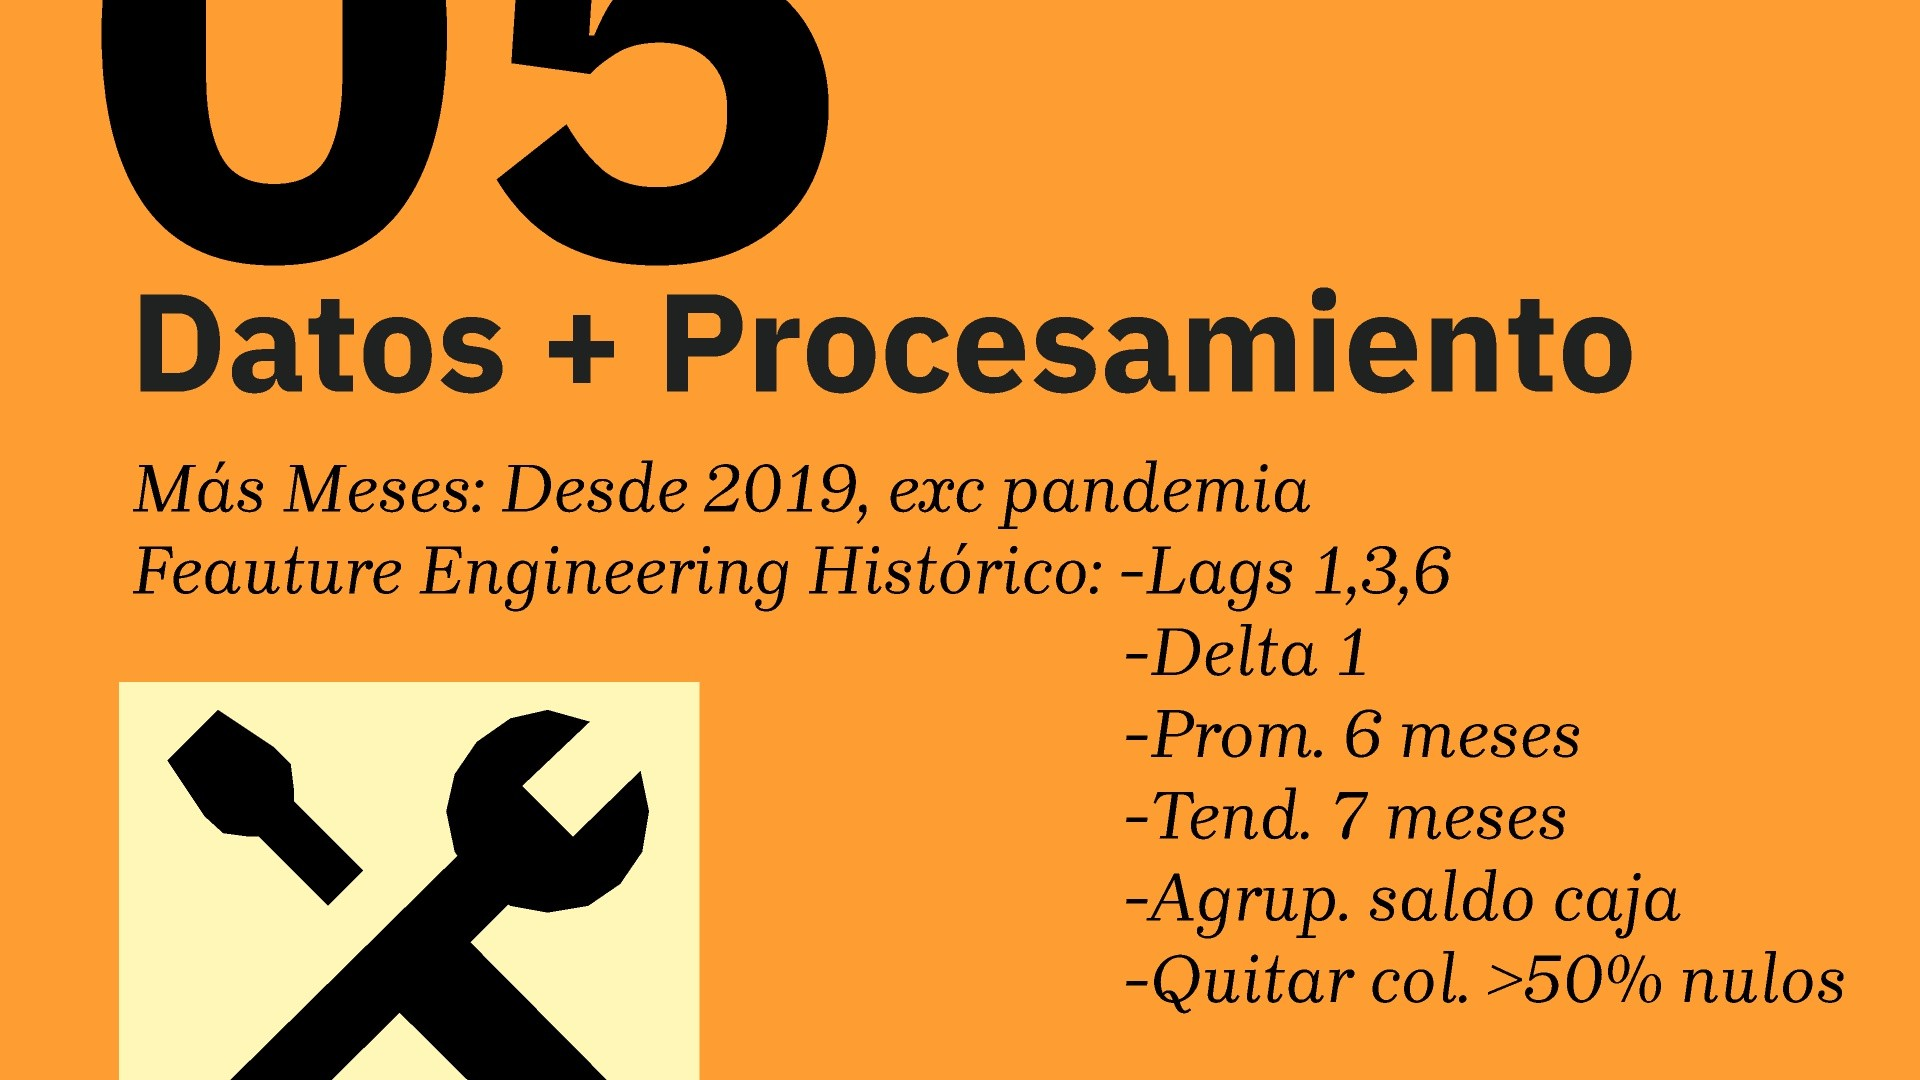 05
Datos + Procesamiento
Más Meses: Desde 2019, exc pandemia
Feauture Engineering Histórico: -Lags 1,3,6
-Delta 1
-Prom. 6 meses
-Tend. 7 meses
-Agrup. saldo caja
-Quitar col. >50% nulos